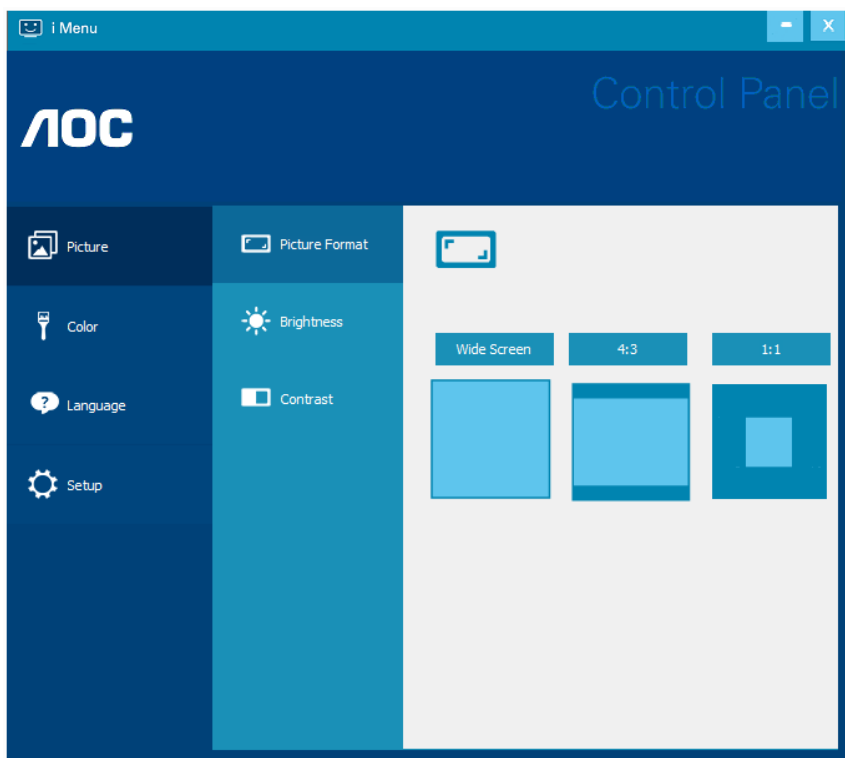 i Menu
- X
Control Panel
AOC
Picture
Color
Language
Setup
Picture Format
Brightness
Contrast
Wide Screen 4:3 1:1